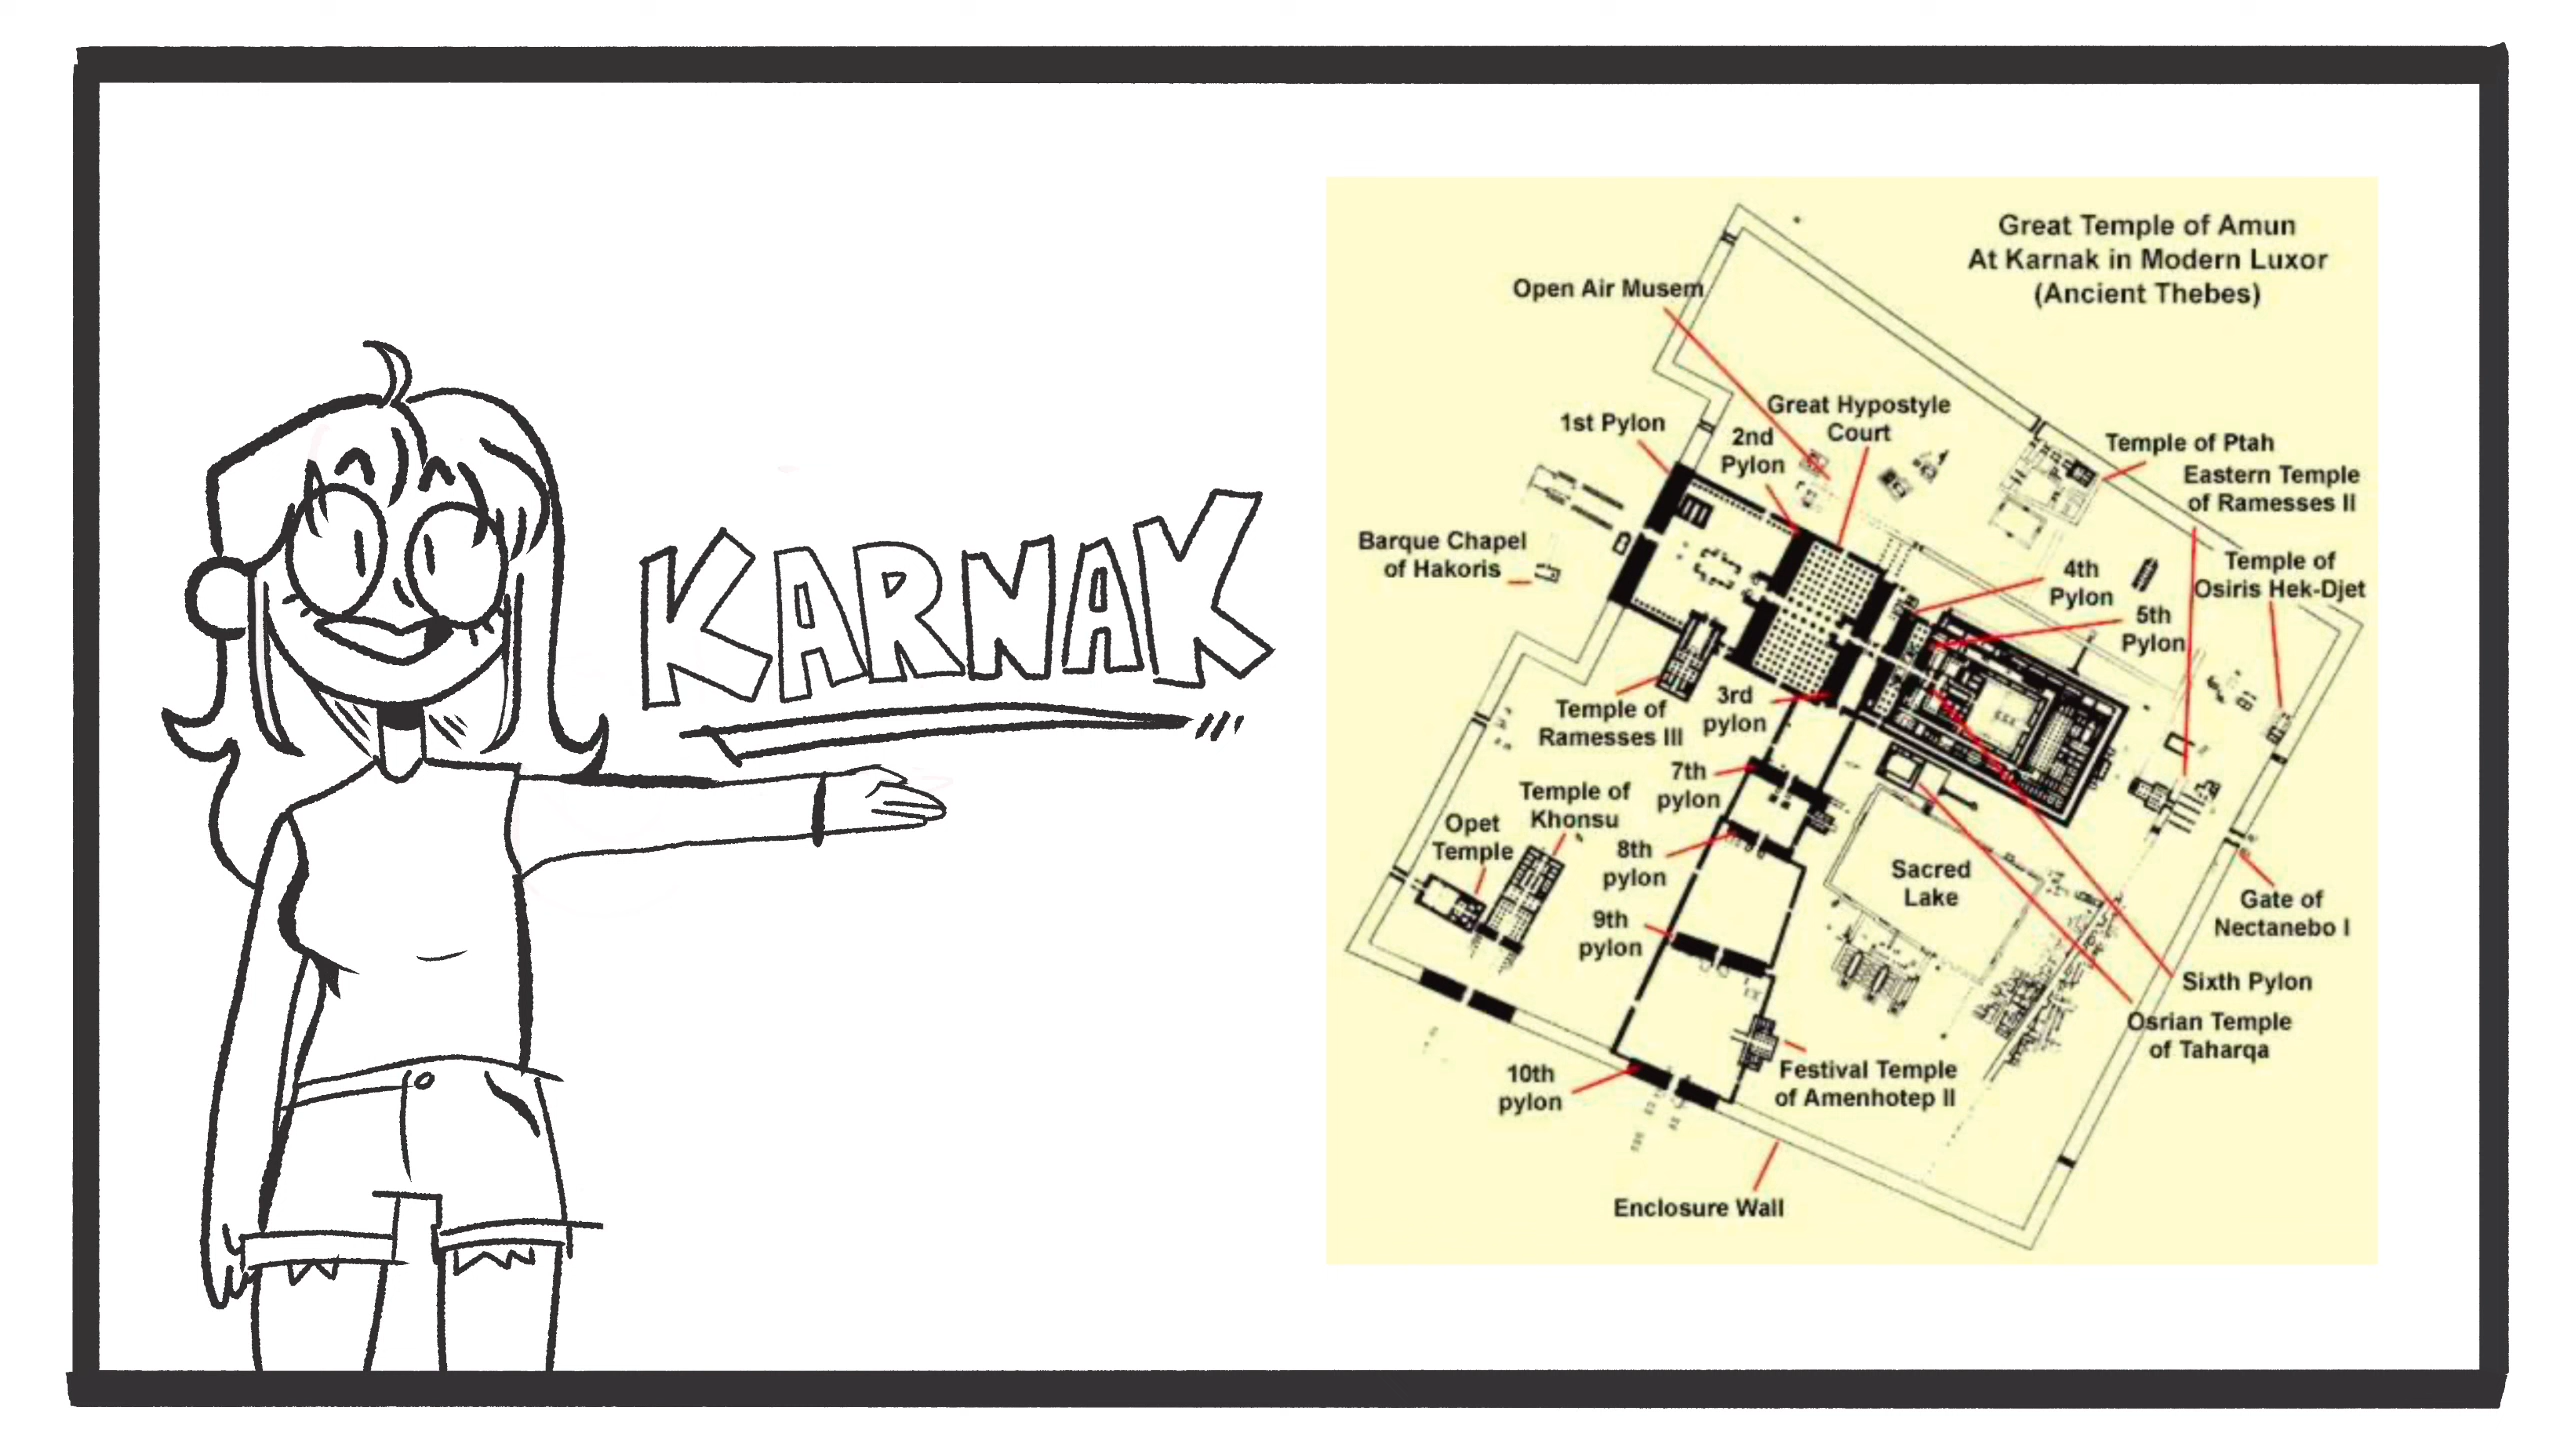 KARNAK
Great Temple of Amun
At Karnak in Modern Luxor
(Ancient Thebes)
Open Air Musem
1st Pylon
2nd
Pylon
Great Hypostyle
Court
Temple of Ptah
Eastern Temple
of Ramesses II
Barque Chapel
of Hakoris
4th
Pylon
Temple of
Osiris Hek-Djet
5th
Pylon
Temple of
Ramesses III
3rd
pylon
7th
pylon
Temple of
Khonsu
Opet
Temple
8th
pylon
Sacred
Lake
9th
pylon
Gate of
Nectanebo I
Sixth Pylon
Osrian Temple
of Taharqa
10th
pylon
Festival Temple
of Amenhotep II
Enclosure Wall